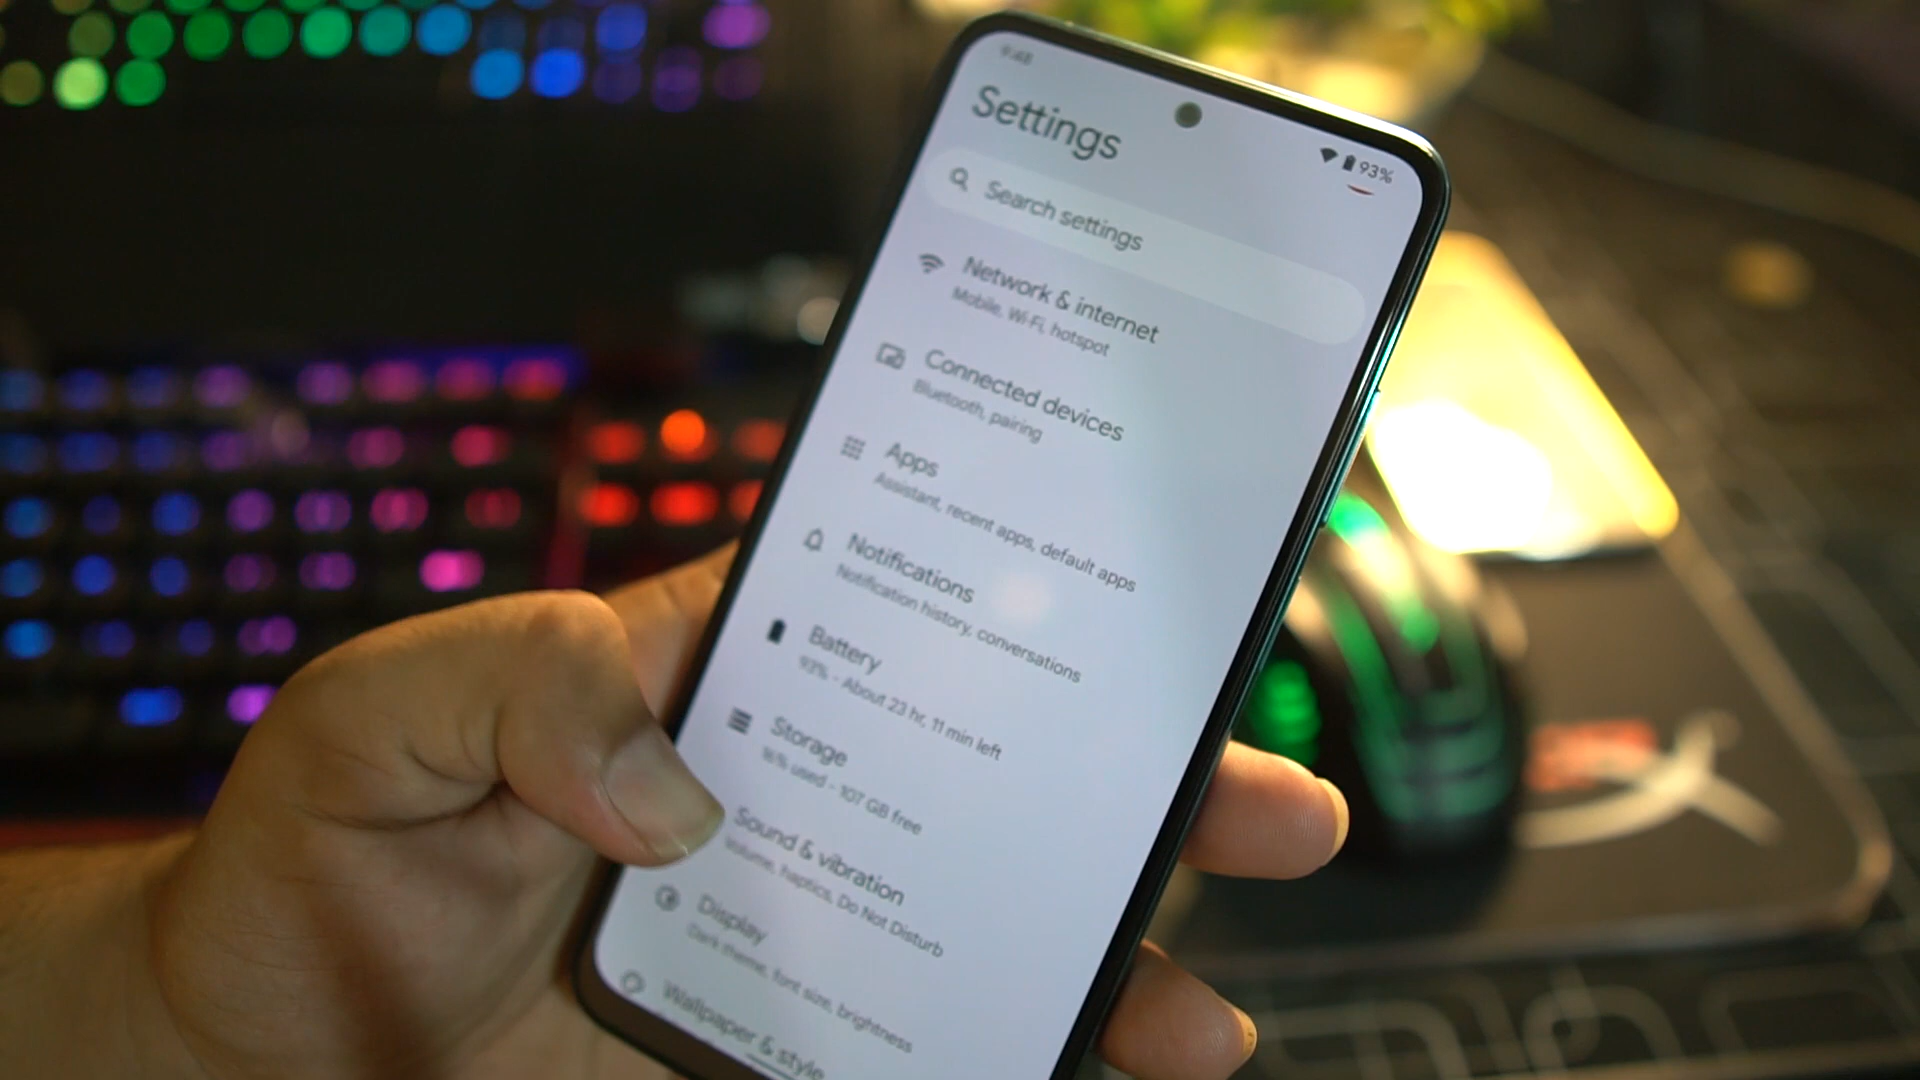 9:48
93%
Settings
Search settings
Network & internet
Mobile, Wi-Fi, hotspot
Connected devices
Bluetooth, pairing
Apps
Assistant, recent apps, default apps
Notifications
Notification history, conversations
Battery
93% - About 23 hr, 11 min left
Storage
16% used - 107 GB free
Sound & vibration
Volume, haptics, Do Not Disturb
Display
Dark theme, font size, brightness
Wallpaper & style